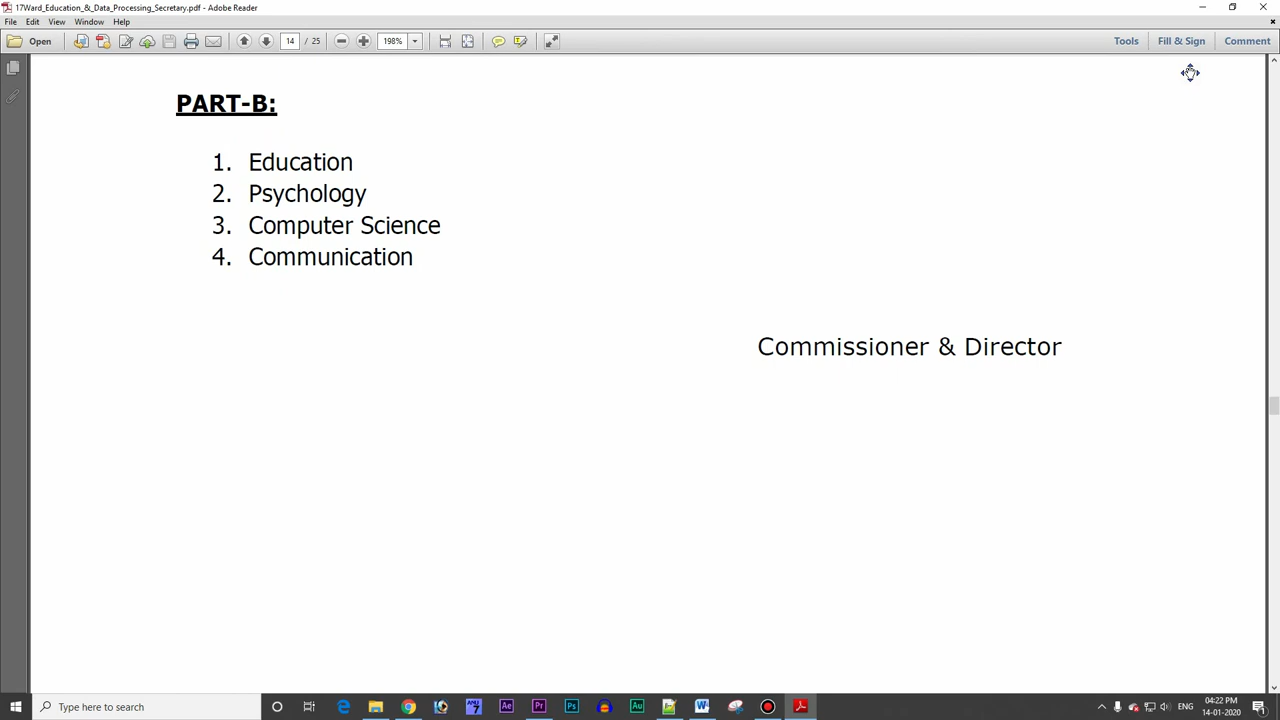 17Ward_Education_&_Data_Processing_Secretary.pdf - Adobe Reader
File Edit View Window Help
Open 14 / 25 198% Tools Fill & Sign Comment
PART-B:
1. Education
2. Psychology
3. Computer Science
4. Communication
Commissioner & Director
Type here to search
ENG
04:22 PM
14-01-2020